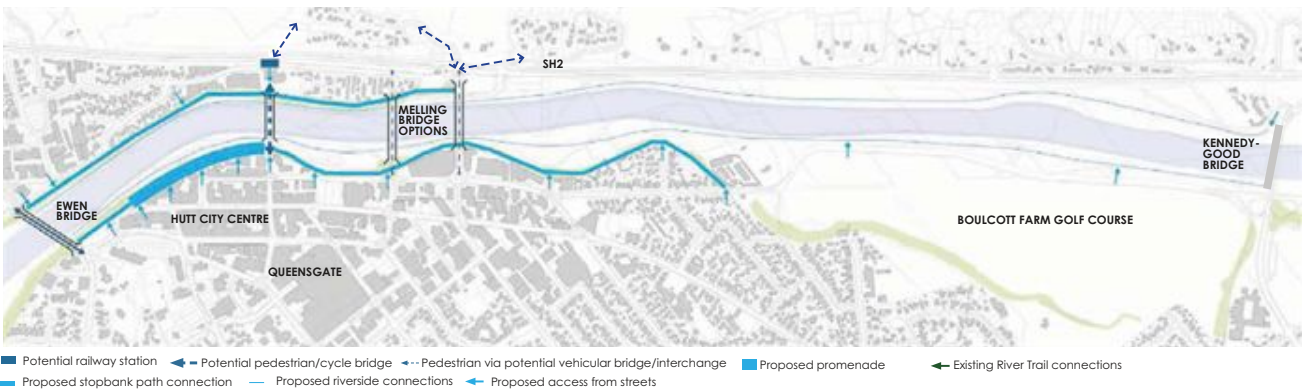 SH2
MELLING
BRIDGE
OPTIONS
KENNEDY-
GOOD
BRIDGE
EWEN
BRIDGE
HUTT CITY CENTRE
BOULCOTT FARM GOLF COURSE
QUEENSGATE
Potential railway station
Potential pedestrian/cycle bridge
Pedestrian via potential vehicular bridge/interchange
Proposed promenade
Existing River Trail connections
Proposed stopbank path connection
Proposed riverside connections
Proposed access from streets